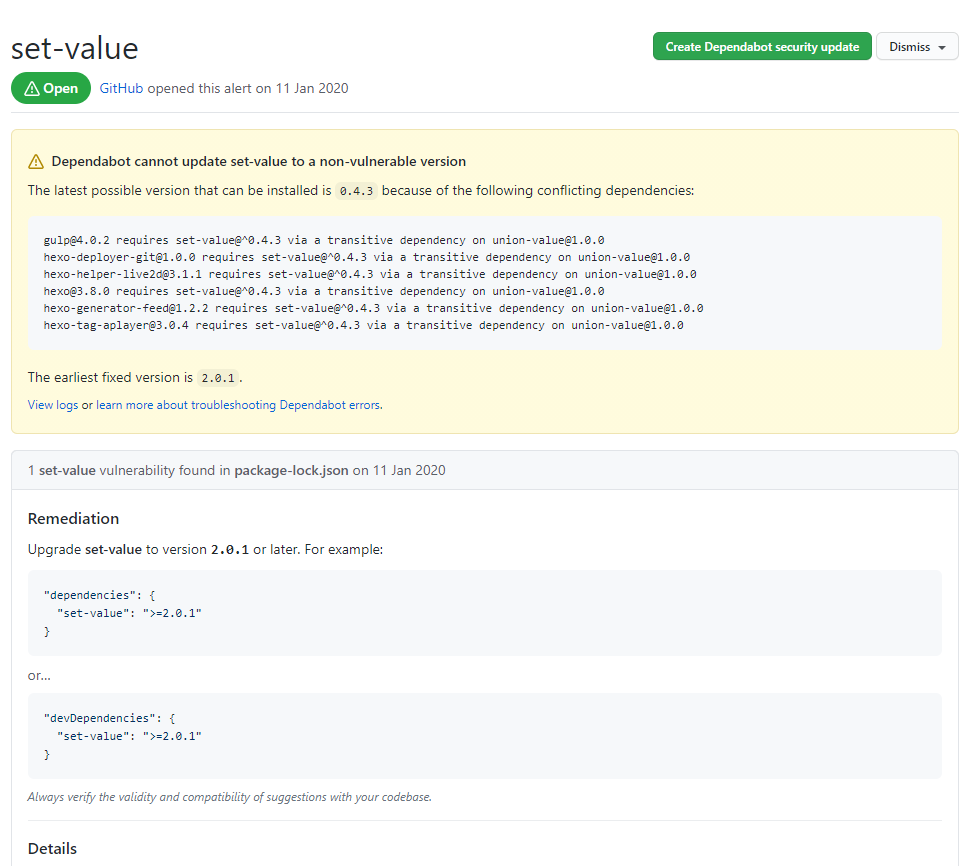 set-value
Create Dependabot security update
Dismiss
Open
GitHub opened this alert on 11 Jan 2020
Dependabot cannot update set-value to a non-vulnerable version
The latest possible version that can be installed is 0.4.3 because of the following conflicting dependencies:
gulp@4.0.2 requires set-value@^0.4.3 via a transitive dependency on union-value@1.0.0
hexo-deployer-git@1.0.0 requires set-value@^0.4.3 via a transitive dependency on union-value@1.0.0
hexo-helper-live2d@3.1.1 requires set-value@^0.4.3 via a transitive dependency on union-value@1.0.0
hexo@3.8.0 requires set-value@^0.4.3 via a transitive dependency on union-value@1.0.0
hexo-generator-feed@1.2.2 requires set-value@^0.4.3 via a transitive dependency on union-value@1.0.0
hexo-tag-aplayer@3.0.4 requires set-value@^0.4.3 via a transitive dependency on union-value@1.0.0
The earliest fixed version is 2.0.1.
View logs or learn more about troubleshooting Dependabot errors.
1 set-value vulnerability found in package-lock.json on 11 Jan 2020
Remediation
Upgrade set-value to version 2.0.1 or later. For example:
"dependencies": {
  "set-value": ">=2.0.1"
}
or…
"devDependencies": {
  "set-value": ">=2.0.1"
}
Always verify the validity and compatibility of suggestions with your codebase.
Details